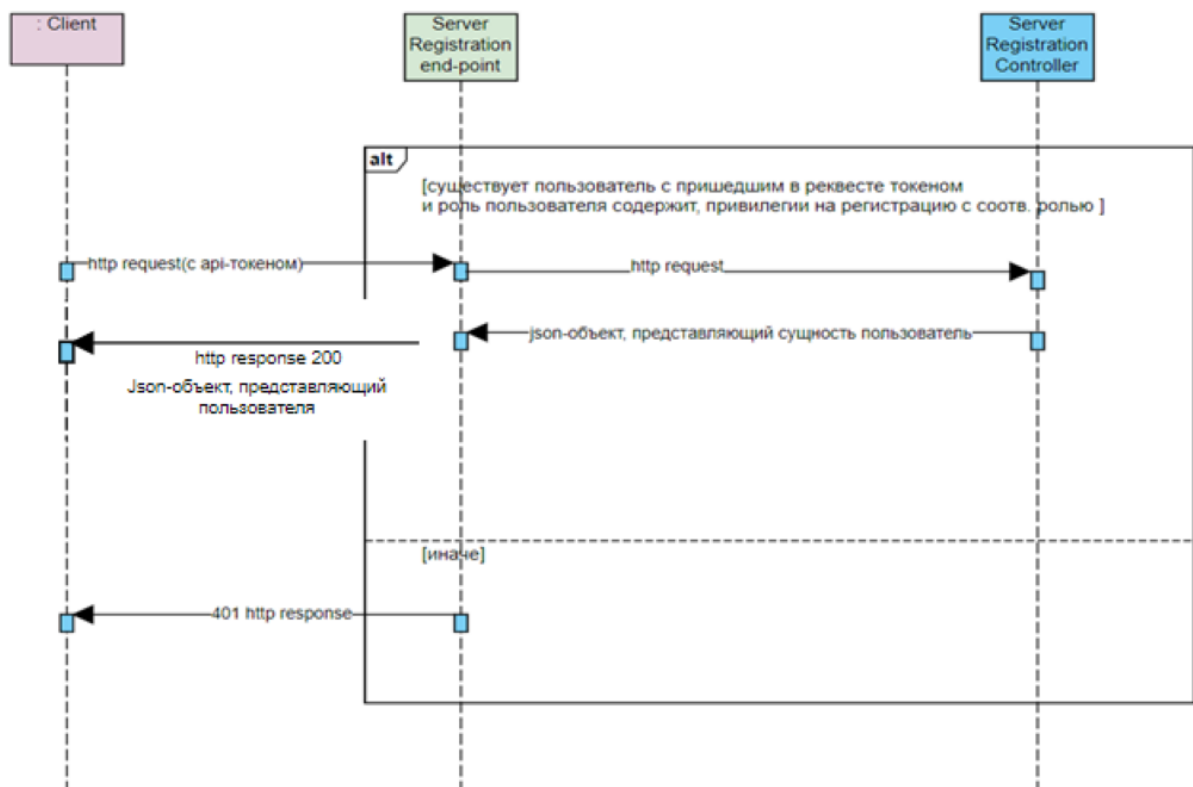 : Client
Server
Registration
end-point
Server
Registration
Controller
alt
[существует пользователь с пришедшим в реквесте токеном
и роль пользователя содержит, привилегии на регистрацию с соотв. ролью ]
http request(с api-токеном)
http request
json-объект, представляющий сущность пользователь
http response 200
Json-объект, представляющий
пользователя
[иначе]
401 http response